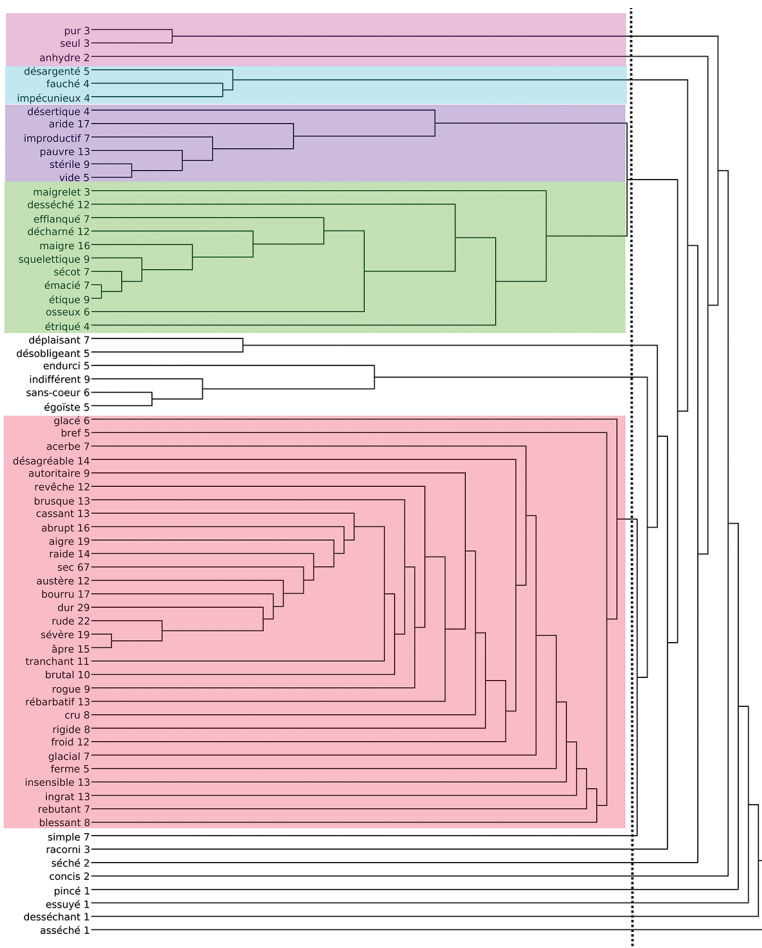 pur 3
seul 3
anhydre 2
désargenté 5
fauché 4
impécunieux 4
désertique 4
aride 17
improductif 7
pauvre 13
stérile 9
vide 5
maigrelet 3
desséché 12
efflanqué 7
décharné 12
maigre 16
squelettique 9
sécot 7
émacié 7
étique 9
osseux 6
étriqué 4
déplaisant 7
désobligeant 5
endurci 5
indifférent 9
sans-coeur 6
égoïste 5
glacé 6
bref 5
acerbe 7
désagréable 14
autoritaire 9
revêche 12
brusque 13
cassant 13
abrupt 16
aigre 19
raide 14
sec 67
austère 12
bourru 17
dur 29
rude 22
sévère 19
âpre 15
tranchant 11
brutal 10
rogue 9
rébarbatif 13
cru 8
rigide 8
froid 12
glacial 7
ferme 5
insensible 13
ingrat 13
rebutant 7
blessant 8
simple 7
racorni 3
séché 2
concis 2
pincé 1
essuyé 1
desséchant 1
asséché 1